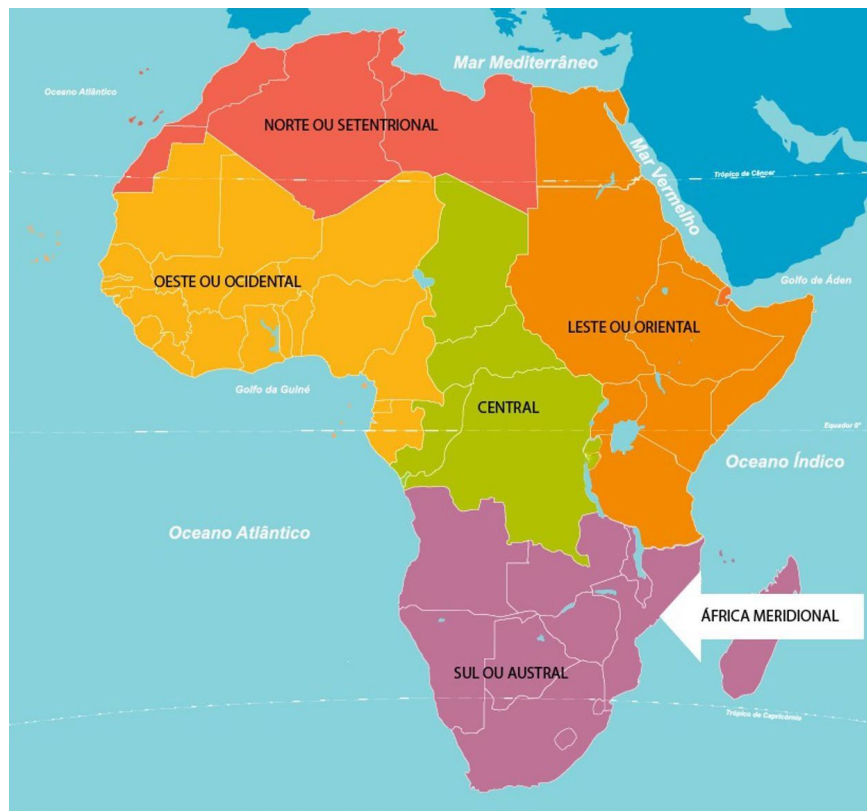 Mar Mediterrâneo
Oceano Atlântico
NORTE OU SETENTRIONAL
Mar Vermelho
Trópico de Câncer
OESTE OU OCIDENTAL
Golfo de Áden
LESTE OU ORIENTAL
Golfo da Guiné
CENTRAL
Equador 0°
Oceano Índico
Oceano Atlântico
ÁFRICA MERIDIONAL
SUL OU AUSTRAL
Trópico de Capricórnio